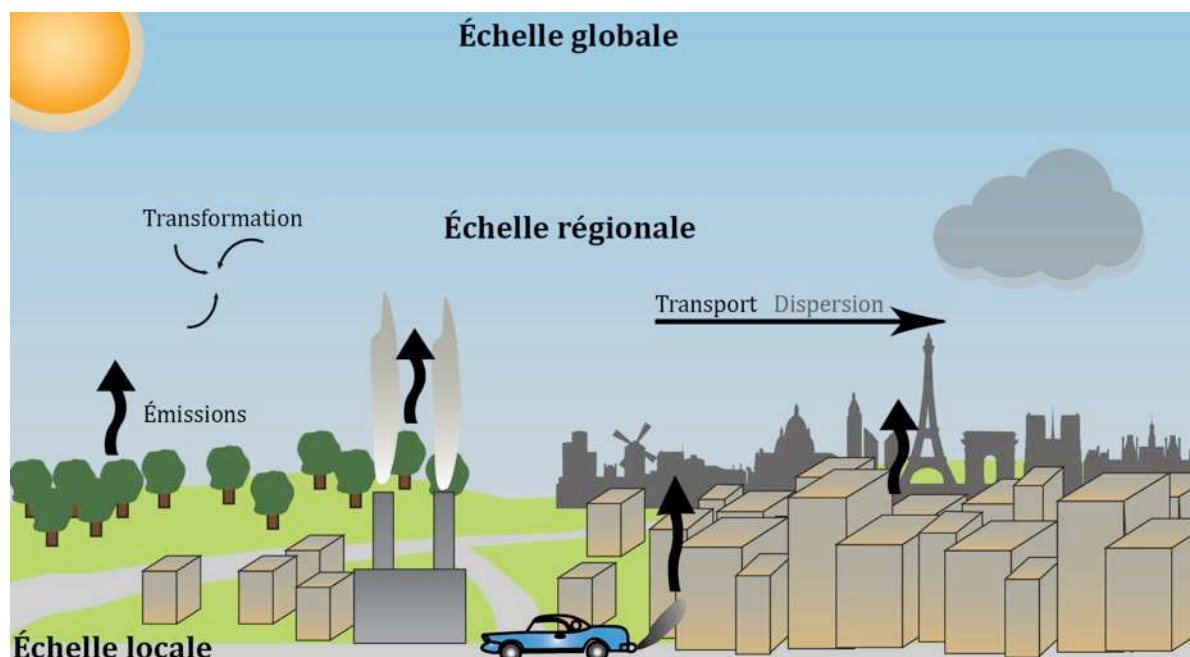 Échelle globale
Transformation
Échelle régionale
Transport Dispersion
Émissions
Échelle locale